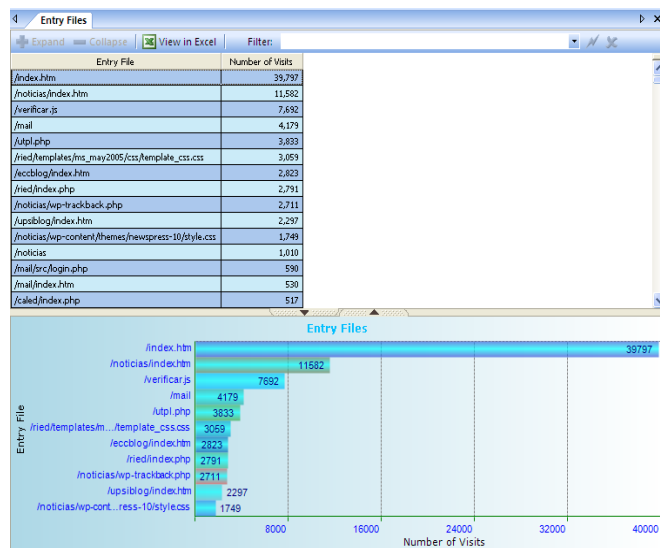 Entry Files
Expand Collapse View in Excel Filter:
Entry File Number of Visits
/index.htm 39,797
/noticias/index.htm 11,582
/verificar.js 7,692
/mail 4,179
/utpl.php 3,833
/ried/templates/ms_may2005/css/template_css.css 3,059
/eccblog/index.htm 2,823
/ried/index.php 2,791
/noticias/wp-trackback.php 2,711
/upsiblog/index.htm 2,297
/noticias/wp-content/themes/newspress-10/style.css 1,749
/noticias 1,010
/mail/src/login.php 590
/mail/index.htm 530
/caled/index.php 517
Entry Files
Entry File
/index.htm 39797
/noticias/index.htm 11582
/verificar.js 7692
/mail 4179
/utpl.php 3833
/ried/templates/m.../template_css.css 3059
/eccblog/index.htm 2823
/ried/index.php 2791
/noticias/wp-trackback.php 2711
/upsiblog/index.htm 2297
/noticias/wp-cont...ress-10/style.css 1749
8000 16000 24000 32000 40000
Number of Visits